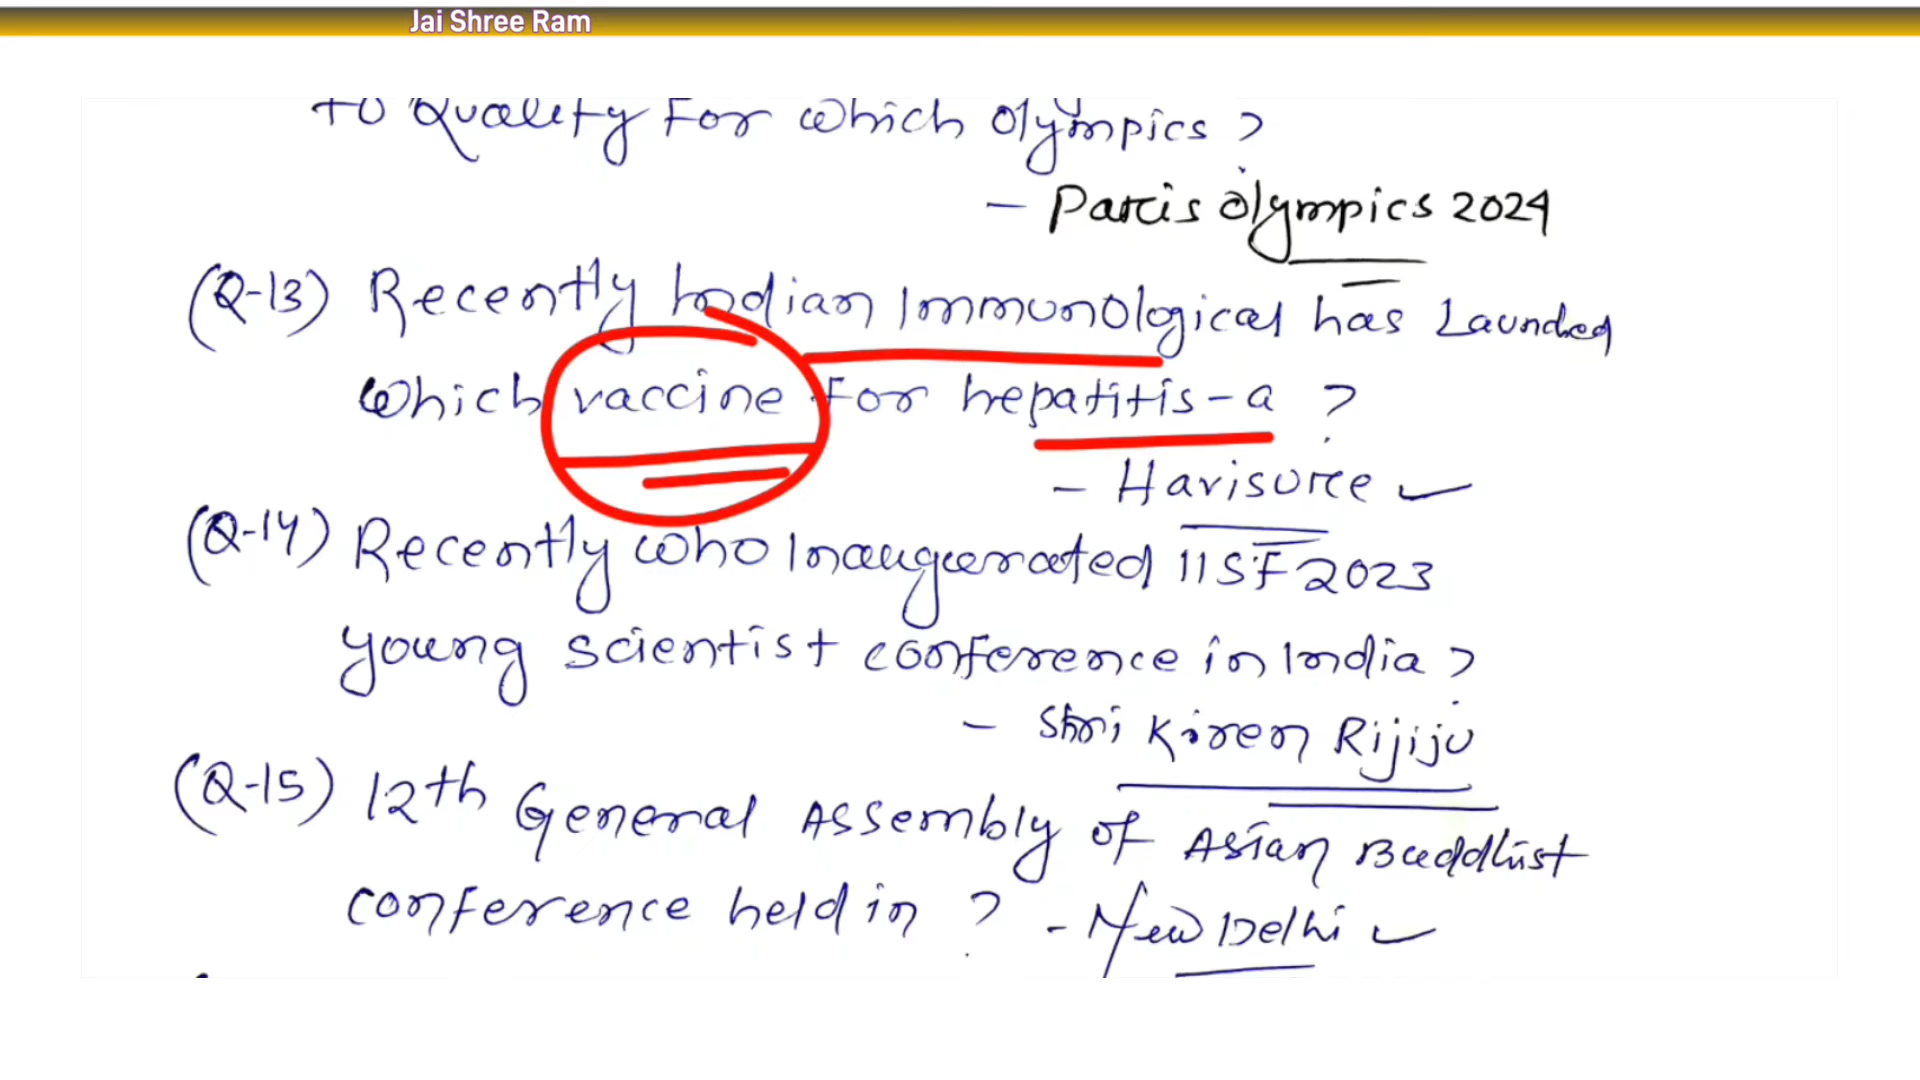 Jai Shree Ram
to Qualify For which Olympics ?
- Paris Olympics 2024
(Q-13) Recently Indian Immunological has Launched
which vaccine for hepatitis-a ?
- Havisure
(Q-14) Recently who Inaugurated IISF 2023
young scientist conference in India ?
- Shri Kiren Rijiju
(Q-15) 12th General Assembly of Asian Buddhist
conference held in ? - New Delhi